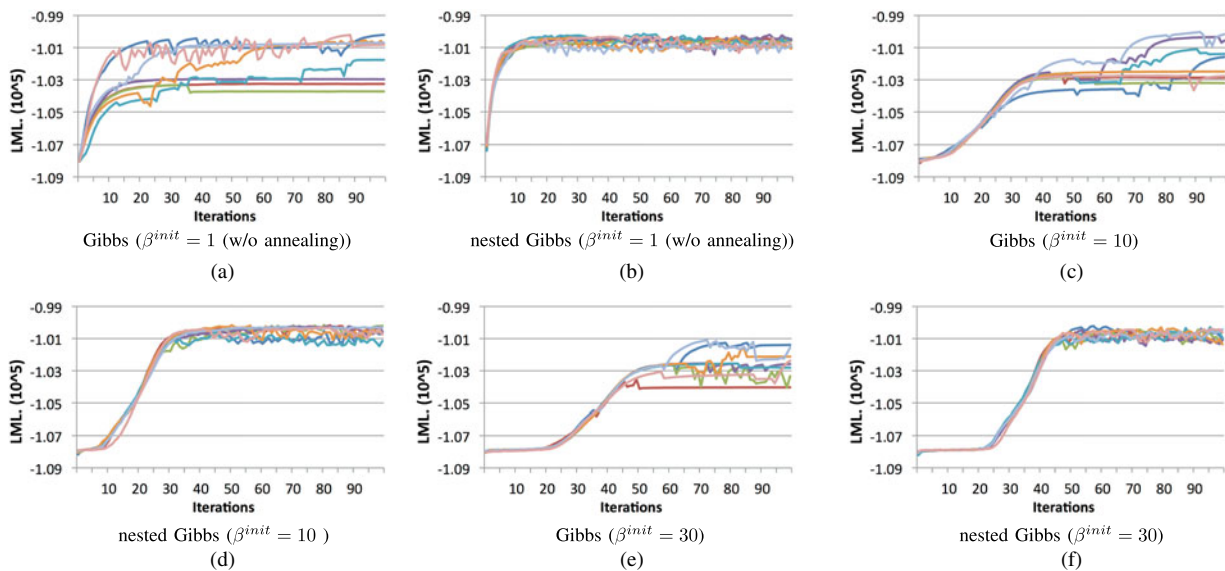 -0.99
-1.01
-1.03
-1.05
-1.07
-1.09
LML. (10^5)
10 20 30 40 50 60 70 80 90
Iterations
Gibbs (β^init = 1 (w/o annealing))
(a)
-0.99
-1.01
-1.03
-1.05
-1.07
-1.09
LML. (10^5)
10 20 30 40 50 60 70 80 90
Iterations
nested Gibbs (β^init = 1 (w/o annealing))
(b)
-0.99
-1.01
-1.03
-1.05
-1.07
-1.09
LML. (10^5)
10 20 30 40 50 60 70 80 90
Iterations
Gibbs (β^init = 10)
(c)
-0.99
-1.01
-1.03
-1.05
-1.07
-1.09
LML. (10^5)
10 20 30 40 50 60 70 80 90
Iterations
nested Gibbs (β^init = 10 )
(d)
-0.99
-1.01
-1.03
-1.05
-1.07
-1.09
LML. (10^5)
10 20 30 40 50 60 70 80 90
Iterations
Gibbs (β^init = 30)
(e)
-0.99
-1.01
-1.03
-1.05
-1.07
-1.09
LML. (10^5)
10 20 30 40 50 60 70 80 90
Iterations
nested Gibbs (β^init = 30)
(f)